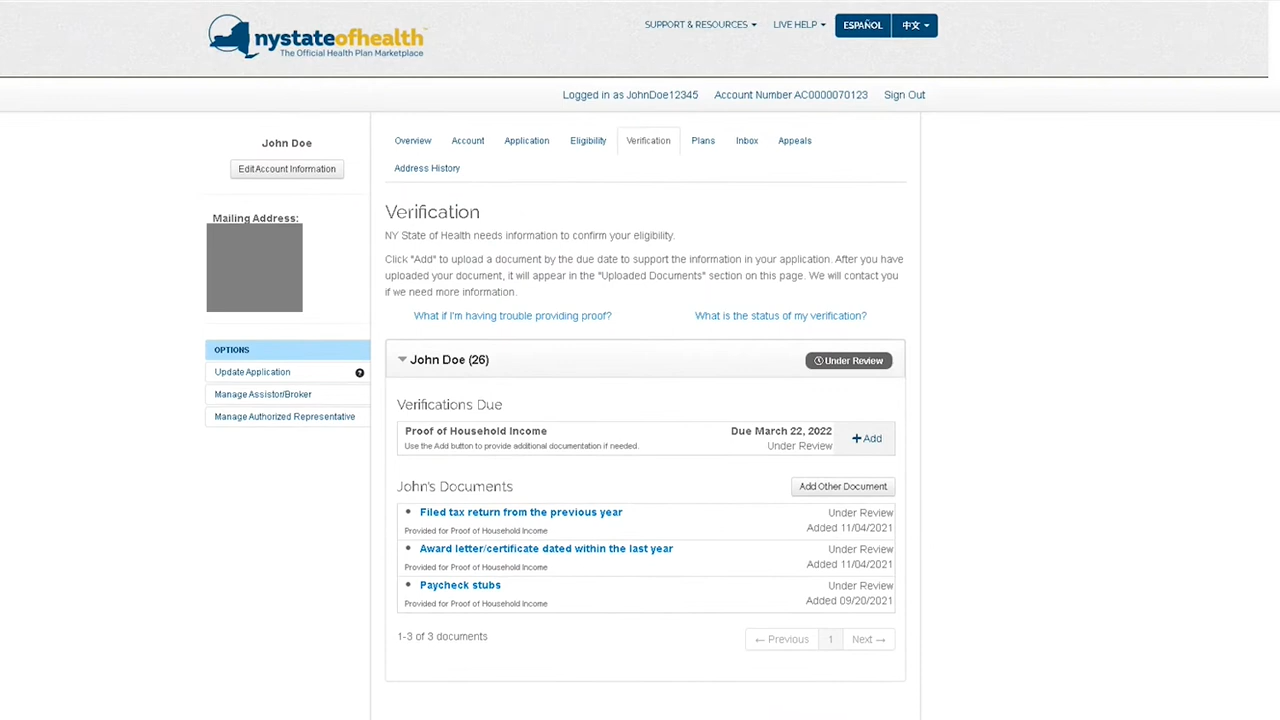 nystateofhealth™
The Official Health Plan Marketplace
SUPPORT & RESOURCES
LIVE HELP
ESPAÑOL
中文
Logged in as JohnDoe12345
Account Number AC0000070123
Sign Out
John Doe
Edit Account Information
Mailing Address:
OPTIONS
Update Application
Manage Assistor/Broker
Manage Authorized Representative
Overview
Account
Application
Eligibility
Verification
Plans
Inbox
Appeals
Address History
Verification
NY State of Health needs information to confirm your eligibility.
Click "Add" to upload a document by the due date to support the information in your application. After you have
uploaded your document, it will appear in the "Uploaded Documents" section on this page. We will contact you
if we need more information.
What if I'm having trouble providing proof?
What is the status of my verification?
John Doe (26)
Under Review
Verifications Due
Proof of Household Income
Due March 22, 2022
Use the Add button to provide additional documentation if needed.
Under Review
+ Add
John's Documents
Add Other Document
Filed tax return from the previous year
Under Review
Provided for Proof of Household Income
Added 11/04/2021
Award letter/certificate dated within the last year
Under Review
Provided for Proof of Household Income
Added 11/04/2021
Paycheck stubs
Under Review
Provided for Proof of Household Income
Added 09/20/2021
1-3 of 3 documents
← Previous
1
Next →